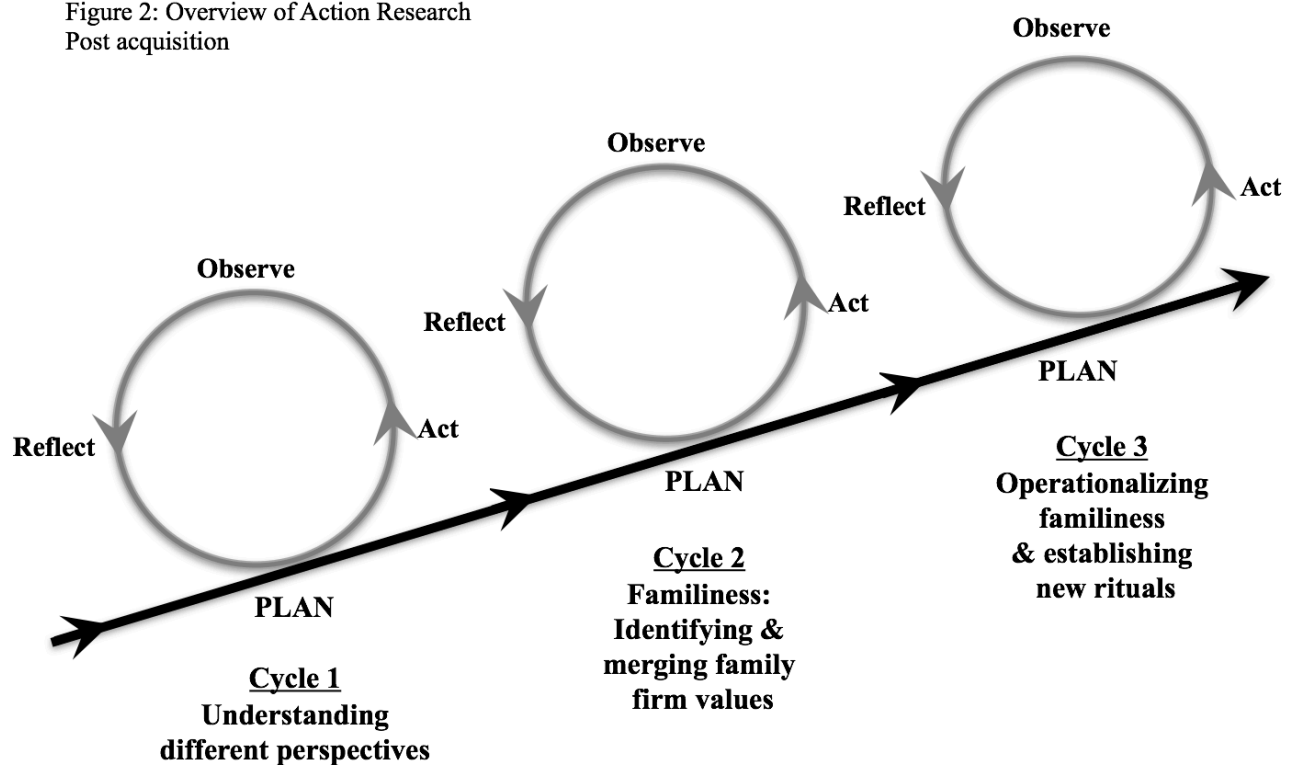 Figure 2: Overview of Action Research
Post acquisition
Observe
Reflect
Act
PLAN
Cycle 1
Understanding
different perspectives
Observe
Reflect
Act
PLAN
Cycle 2
Familiness:
Identifying &
merging family
firm values
Observe
Reflect
Act
PLAN
Cycle 3
Operationalizing
familiness
& establishing
new rituals